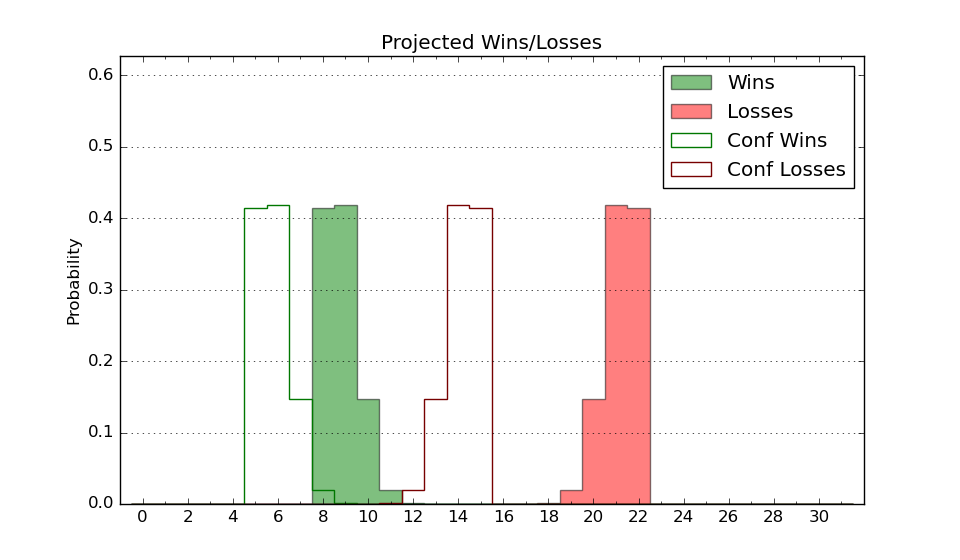 Projected Wins/Losses
Wins
Losses
Conf Wins
Conf Losses
Probability
0.6
0.5
0.4
0.3
0.2
0.1
0.0
0 2 4 6 8 10 12 14 16 18 20 22 24 26 28 30